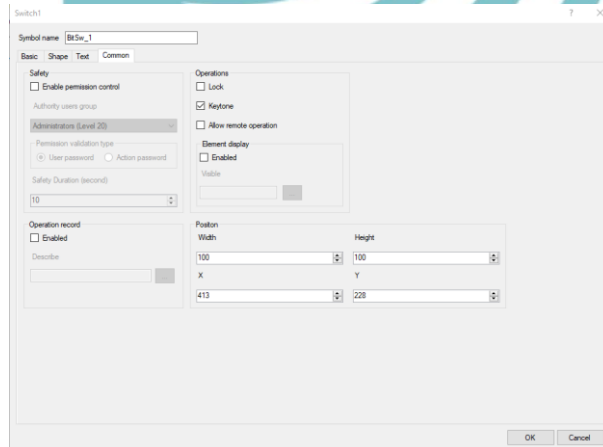 Switch1
? X
Symbol name BitSw_1
Basic Shape Text Common
Safety
Enable permission control
Authority users group
Administrators (Level 20)
Permission validation type
User password Action password
Safety Duration (second)
10
Operations
Lock
Keytone
Allow remote operation
Element display
Enabled
Visible
...
Operation record
Enabled
Describe
...
Positon
Width Height
100 100
X Y
413 228
OK Cancel